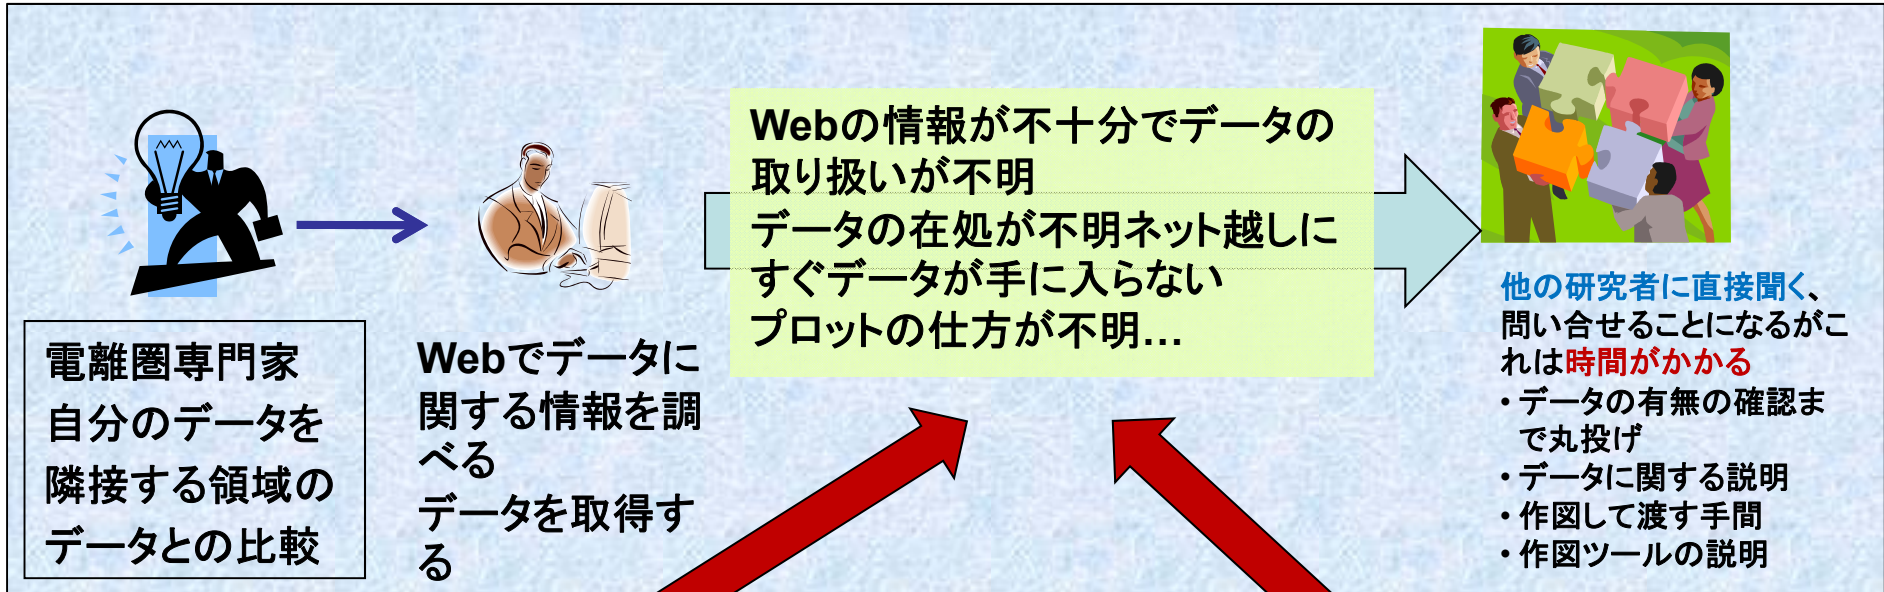 電離圏専門家
自分のデータを
隣接する領域の
データとの比較
Webでデータに
関する情報を調
べる
データを取得す
る
Webの情報が不十分でデータの
取り扱いが不明
データの在処が不明ネット越しに
すぐデータが手に入らない
プロットの仕方が不明…
他の研究者に直接聞く、
問い合せることになるがこ
れは時間がかかる
・データの有無の確認ま
で丸投げ
・データに関する説明
・作図して渡す手間
・作図ツールの説明